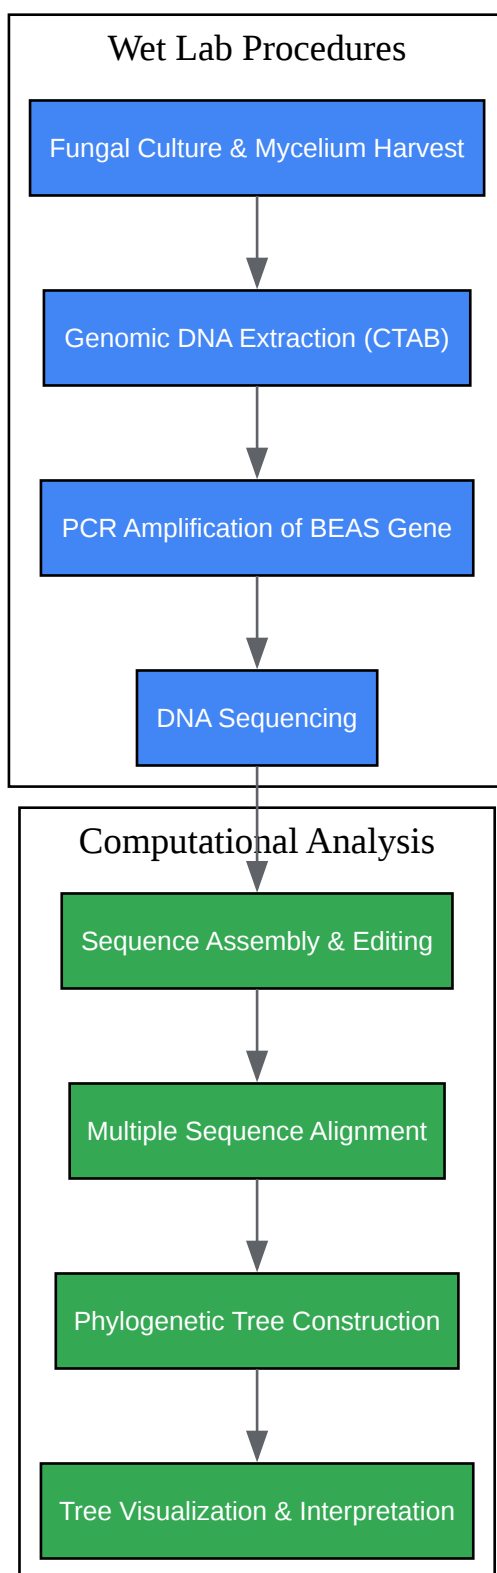 Wet Lab Procedures
Fungal Culture & Mycelium Harvest
Genomic DNA Extraction (CTAB)
PCR Amplification of BEAS Gene
DNA Sequencing
Computational Analysis
Sequence Assembly & Editing
Multiple Sequence Alignment
Phylogenetic Tree Construction
Tree Visualization & Interpretation